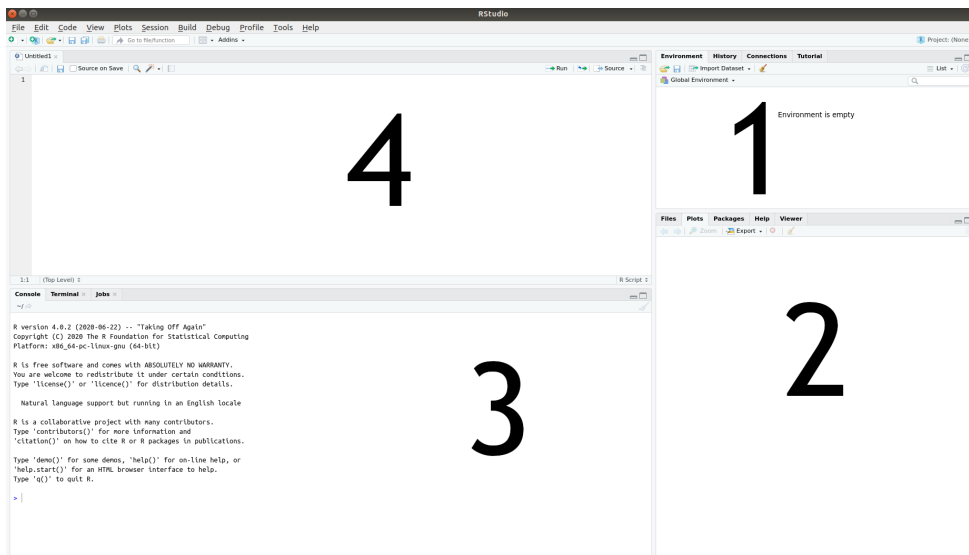 RStudio
File Edit Code View Plots Session Build Debug Profile Tools Help
Go to file/function Addins Project: (None
Untitled1
Source on Save Run Source
1
4
1:1 (Top Level) R Script
Console Terminal Jobs
~/
R version 4.0.2 (2020-06-22) -- "Taking Off Again"
Copyright (C) 2020 The R Foundation for Statistical Computing
Platform: x86_64-pc-linux-gnu (64-bit)
R is free software and comes with ABSOLUTELY NO WARRANTY.
You are welcome to redistribute it under certain conditions.
Type 'license()' or 'licence()' for distribution details.
Natural language support but running in an English locale
R is a collaborative project with many contributors.
Type 'contributors()' for more information and
'citation()' on how to cite R or R packages in publications.
Type 'demo()' for some demos, 'help()' for on-line help, or
'help.start()' for an HTML browser interface to help.
Type 'q()' to quit R.
>
3
Environment History Connections Tutorial
Import Dataset List
Global Environment
Environment is empty
1
Files Plots Packages Help Viewer
Zoom Export
2